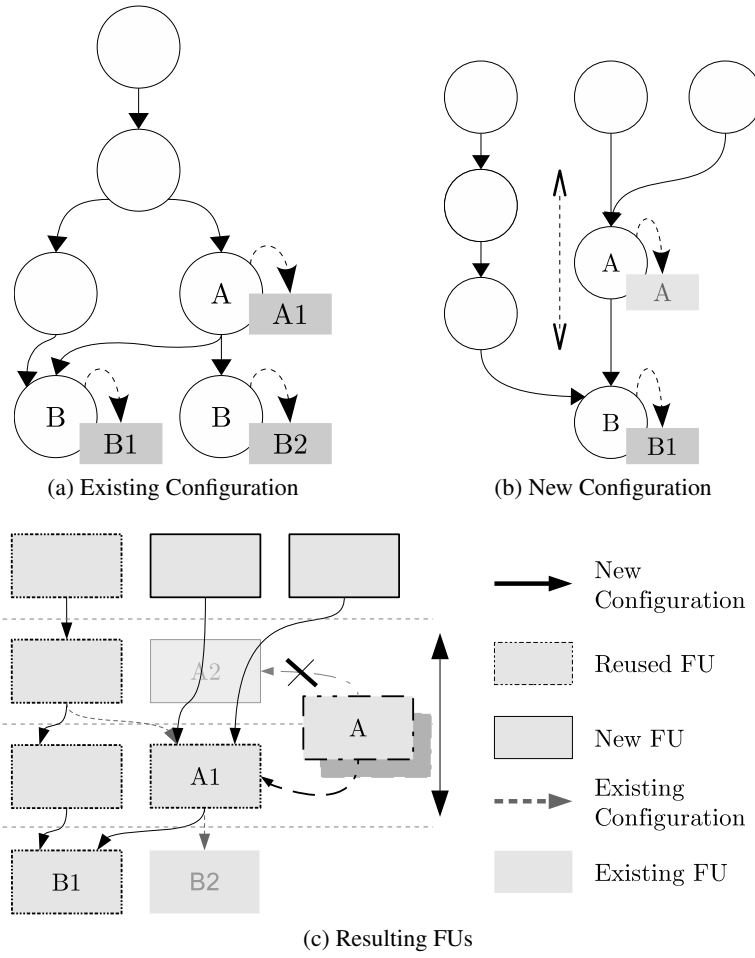 A
A1
B
B1
B
B2
(a) Existing Configuration
A
A
B
B1
(b) New Configuration
A2
A
A1
B1
B2
New
Configuration
Reused FU
New FU
Existing
Configuration
Existing FU
(c) Resulting FUs